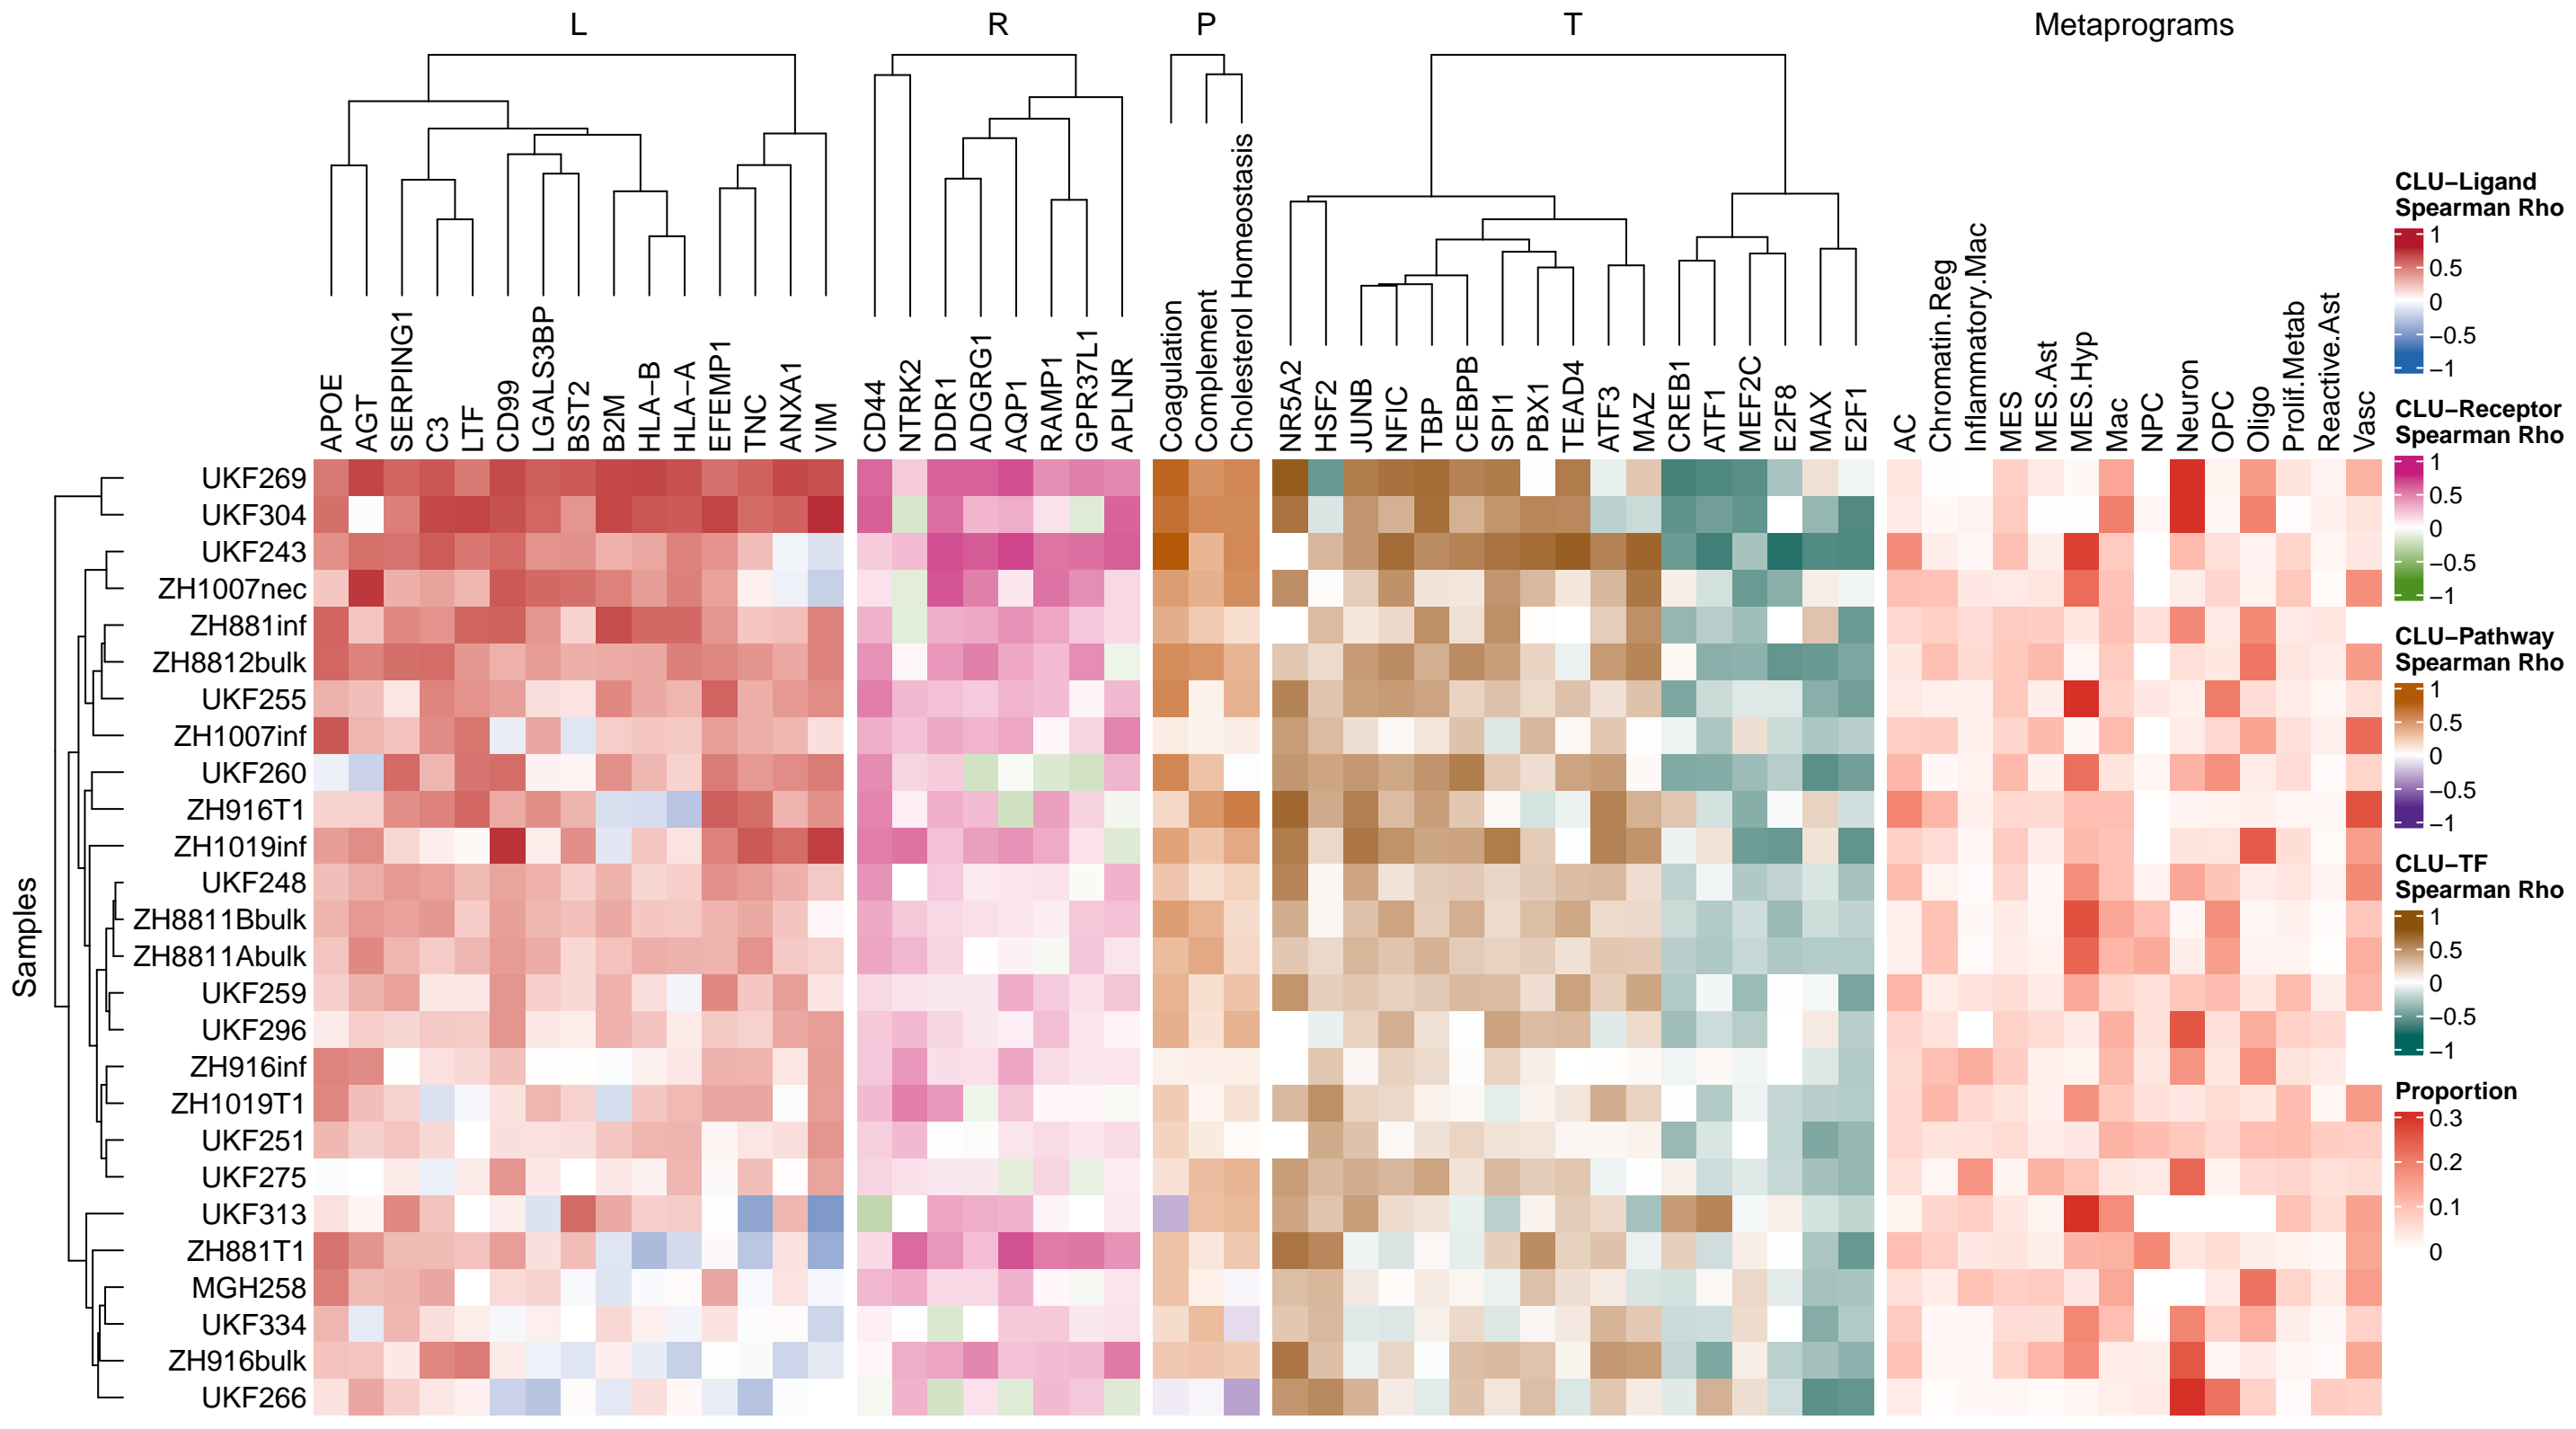 L
R
P
T
Metaprograms
APOE
AGT
SERPING1
C3
LTF
CD99
LGALS3BP
BST2
B2M
HLA−B
HLA−A
EFEMP1
TNC
ANXA1
VIM
CD44
NTRK2
DDR1
ADGRG1
AQP1
RAMP1
GPR37L1
APLNR
Coagulation
Complement
Cholesterol Homeostasis
NR5A2
HSF2
JUNB
NFIC
TBP
CEBPB
SPI1
PBX1
TEAD4
ATF3
MAZ
CREB1
ATF1
MEF2C
E2F8
MAX
E2F1
AC
Chromatin.Reg
Inflammatory.Mac
MES
MES.Ast
MES.Hyp
Mac
NPC
Neuron
OPC
Oligo
Prolif.Metab
Reactive.Ast
Vasc
Samples
UKF269
UKF304
UKF243
ZH1007nec
ZH881inf
ZH8812bulk
UKF255
ZH1007inf
UKF260
ZH916T1
ZH1019inf
UKF248
ZH8811Bbulk
ZH8811Abulk
UKF259
UKF296
ZH916inf
ZH1019T1
UKF251
UKF275
UKF313
ZH881T1
MGH258
UKF334
ZH916bulk
UKF266
CLU−Ligand
Spearman Rho
1
0.5
0
−0.5
−1
CLU−Receptor
Spearman Rho
1
0.5
0
−0.5
−1
CLU−Pathway
Spearman Rho
1
0.5
0
−0.5
−1
CLU−TF
Spearman Rho
1
0.5
0
−0.5
−1
Proportion
0.3
0.2
0.1
0